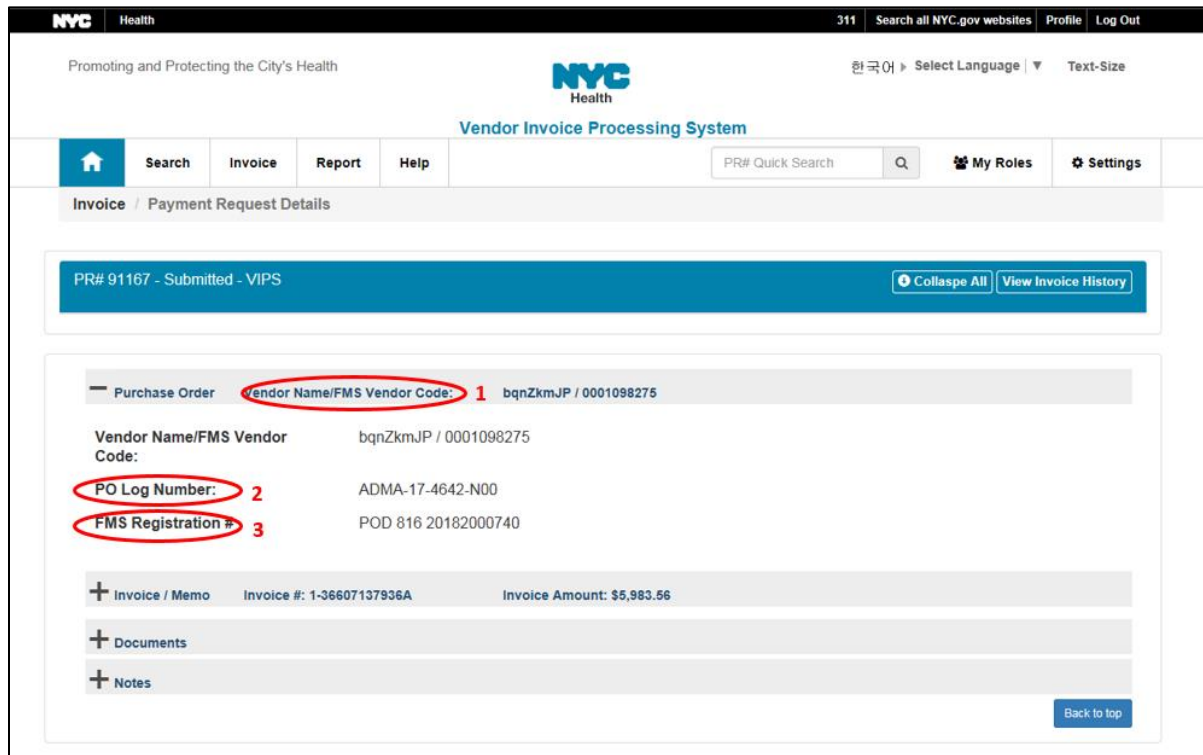 NYC Health 311 Search all NYC.gov websites Profile Log Out
Promoting and Protecting the City's Health
NYC
Health
한국어 ▸ Select Language ▼ Text-Size
Vendor Invoice Processing System
Search Invoice Report Help PR# Quick Search My Roles Settings
Invoice / Payment Request Details
PR# 91167 - Submitted - VIPS Collaspe All View Invoice History
Purchase Order Vendor Name/FMS Vendor Code: 1 bqnZkmJP / 0001098275
Vendor Name/FMS Vendor Code: bqnZkmJP / 0001098275
PO Log Number: 2 ADMA-17-4642-N00
FMS Registration # 3 POD 816 20182000740
Invoice / Memo Invoice #: 1-36607137936A Invoice Amount: $5,983.56
Documents
Notes
Back to top